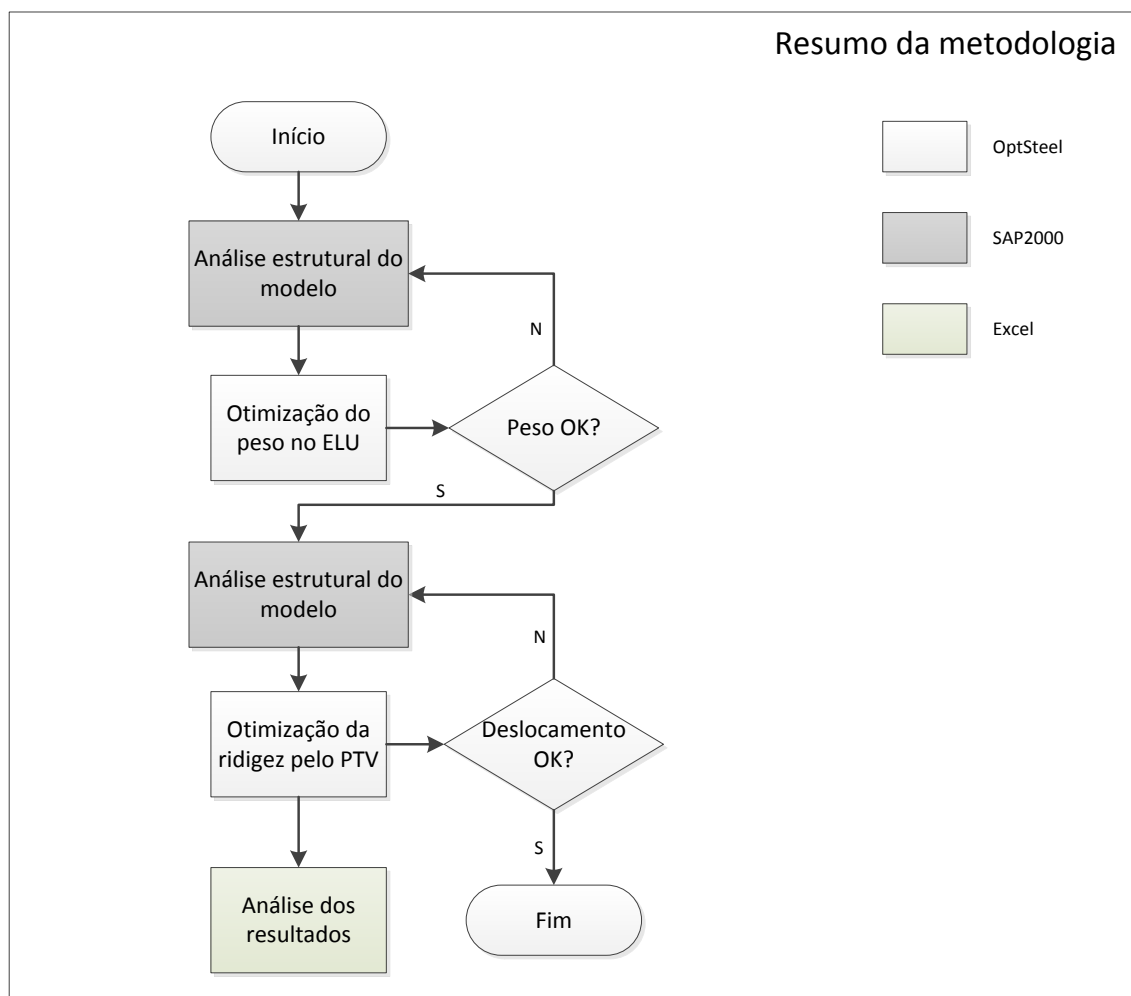 Resumo da metodologia
Início
OptSteel
SAP2000
Excel
Análise estrutural do
modelo
N
Otimização do
peso no ELU
Peso OK?
S
Análise estrutural do
modelo
N
Otimização da
ridigez pelo PTV
Deslocamento
OK?
S
Análise dos
resultados
Fim